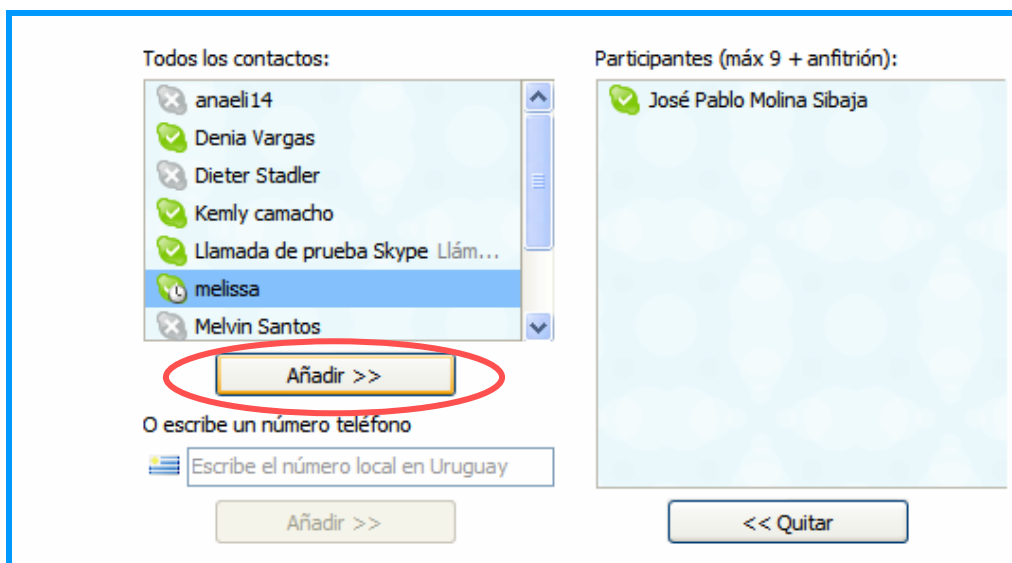 Todos los contactos:
anaeli14
Denia Vargas
Dieter Stadler
Kemly camacho
Llamada de prueba Skype Llám...
melissa
Melvin Santos
Añadir >>
O escribe un número teléfono
Escribe el número local en Uruguay
Añadir >>
Participantes (máx 9 + anfitrión):
José Pablo Molina Sibaja
<< Quitar